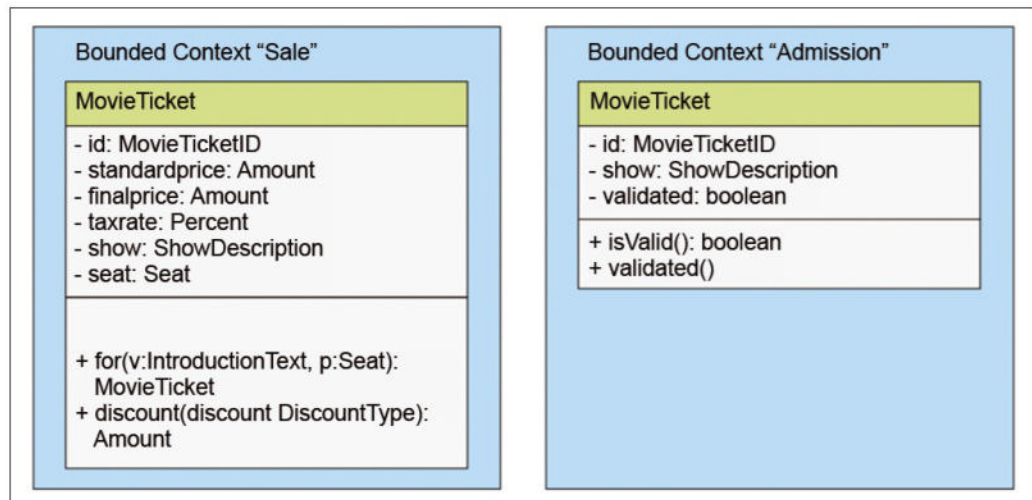 Bounded Context “Sale”
MovieTicket
- id: MovieTicketID
- standardprice: Amount
- finalprice: Amount
- taxrate: Percent
- show: ShowDescription
- seat: Seat
+ for(v:IntroductionText, p:Seat):
MovieTicket
+ discount(discount DiscountType):
Amount
Bounded Context “Admission”
MovieTicket
- id: MovieTicketID
- show: ShowDescription
- validated: boolean
+ isValid(): boolean
+ validated()